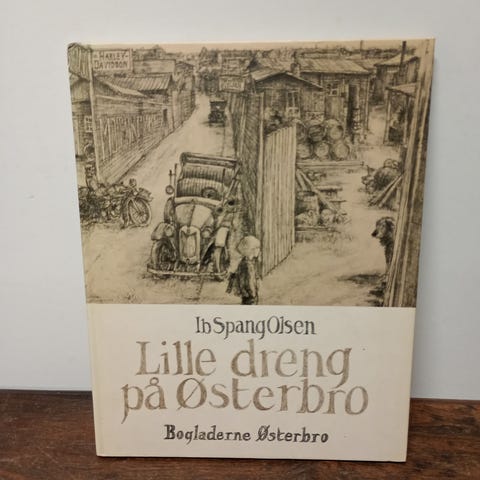 HARLEY-
DAVIDSON
Ib Spang Olsen
Lille dreng
på Østerbro
Bogladerne Østerbro